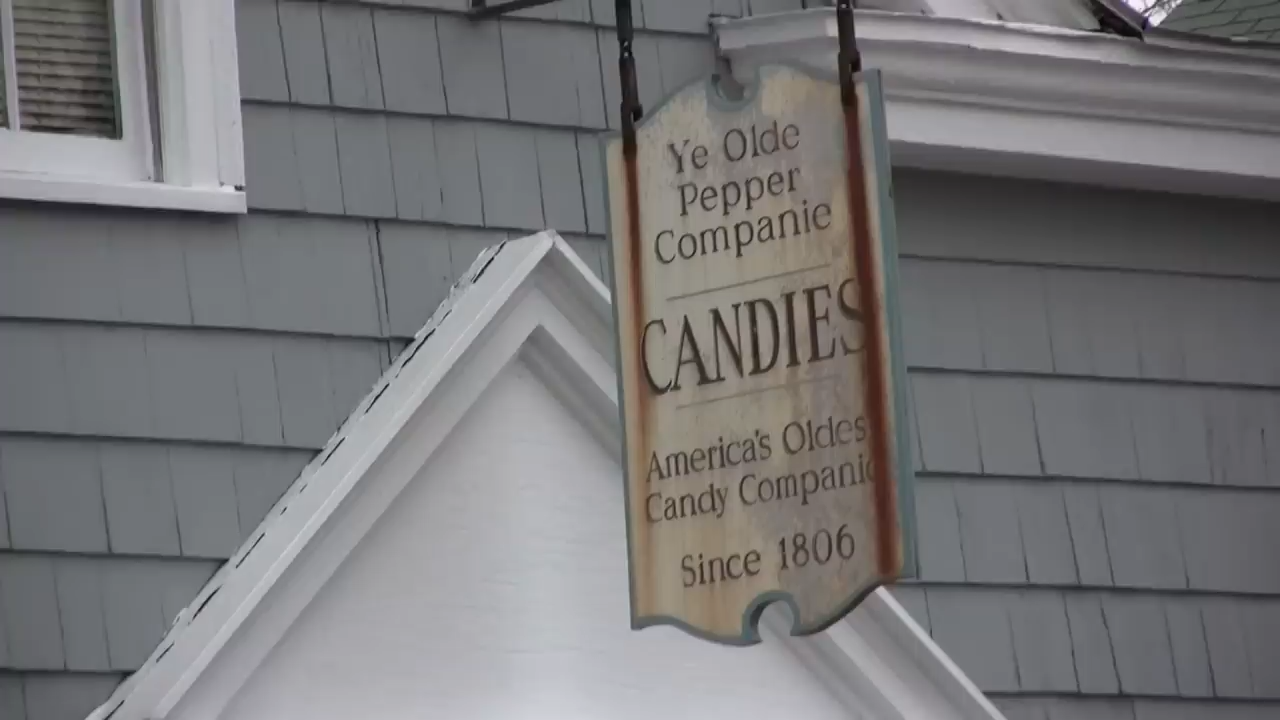 Ye Olde
Pepper
Companie
CANDIES
America's Oldes
Candy Companie
Since 1806